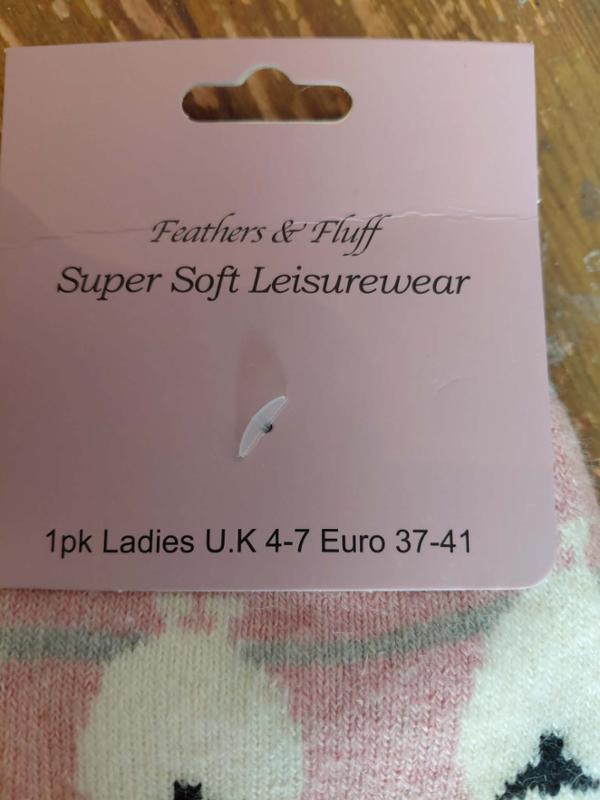 Feathers & Fluff
Super Soft Leisurewear
1pk Ladies U.K 4-7 Euro 37-41